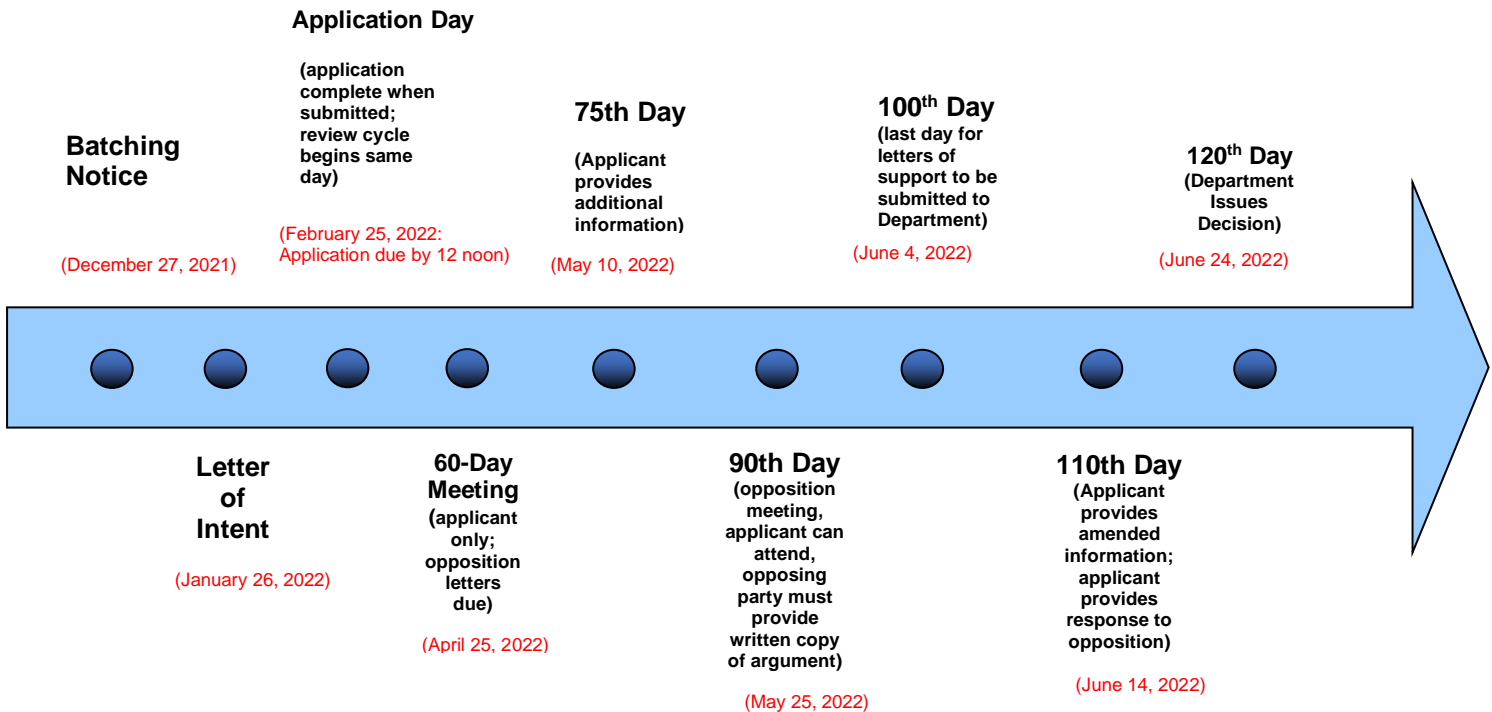 Batching
Notice
(December 27, 2021)
Application Day
(application
complete when
submitted;
review cycle
begins same
day)
(February 25, 2022:
Application due by 12 noon)
75th Day
(Applicant
provides
additional
information)
(May 10, 2022)
100th Day
(last day for
letters of
support to be
submitted to
Department)
(June 4, 2022)
120th Day
(Department
Issues
Decision)
(June 24, 2022)
Letter
of
Intent
(January 26, 2022)
60-Day
Meeting
(applicant
only;
opposition
letters
due)
(April 25, 2022)
90th Day
(opposition
meeting,
applicant can
attend,
opposing
party must
provide
written copy
of argument)
(May 25, 2022)
110th Day
(Applicant
provides
amended
information;
applicant
provides
response to
opposition)
(June 14, 2022)